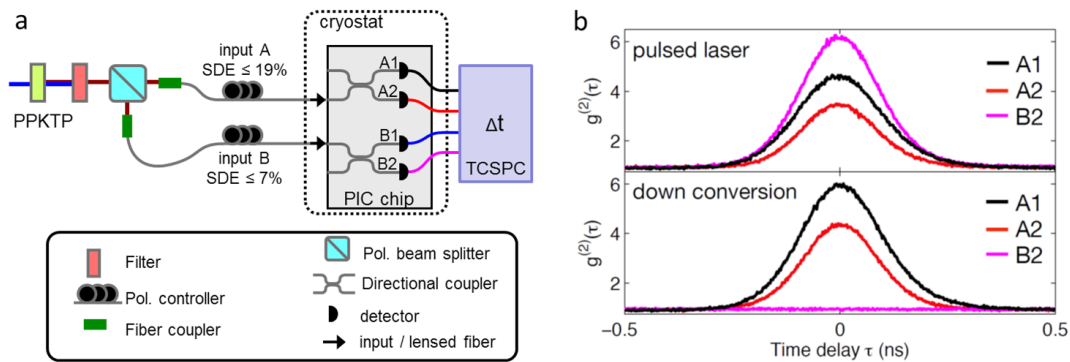 a
cryostat
input A
SDE ≤ 19%
PPKTP
input B
SDE ≤ 7%
A1
A2
B1
B2
PIC chip
Δt
TCSPC
Filter
Pol. controller
Fiber coupler
Pol. beam splitter
Directional coupler
detector
input / lensed fiber
b
pulsed laser
A1
A2
B2
g(2)(τ)
6
4
2
down conversion
A1
A2
B2
g(2)(τ)
6
4
2
−0.5
0
0.5
Time delay τ (ns)